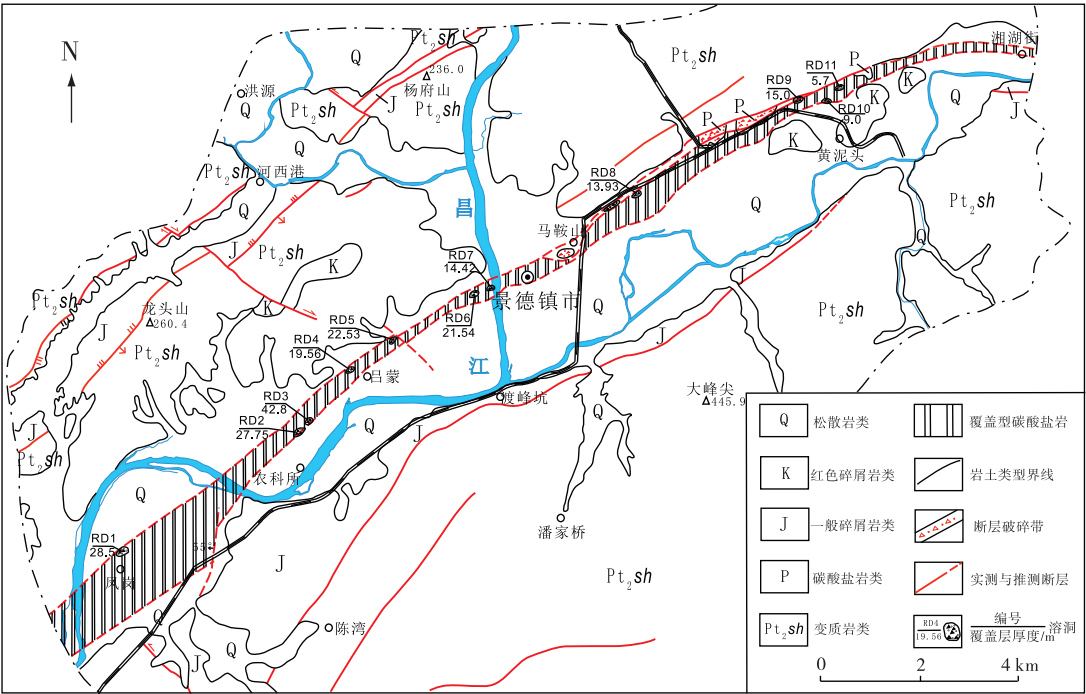 N
Pt₂sh
Q
236.0
杨府山
J
Pt₂sh
洪源
Q
Pt₂sh
Q
Pt₂sh
河西港
Q
J
Pt₂sh
K
K
Pt₂sh
龙头山
260.4
J
Pt₂sh
J
Pt₂sh
昌
江
Pt₂sh
RD11
5.7
P
RD9
15.0
RD10
9.0
K
K
K
P
P
湘湖街
Q
J
黄泥头
RD8
13.93
Q
Pt₂sh
Q
马鞍山
RD7
14.42
景德镇市
RD6
21.54
Q
J
Pt₂sh
RD5
22.53
RD4
19.56
吕蒙
J
RD3
42.8
RD2
27.75
渡峰坑
Q
J
Q
大峰尖
445.9
农科所
Q
RD1
28.5
凤岗
55°
J
潘家桥
Pt₂sh
Q
陈湾
J
Q
Q 松散岩类
覆盖型碳酸盐岩
K 红色碎屑岩类
岩土类型界线
J 一般碎屑岩类
断层破碎带
P 碳酸盐岩类
实测与推测断层
Pt₂sh 变质岩类
RD4
19.56
编号
覆盖层厚度/m
溶洞
0 2 4 km